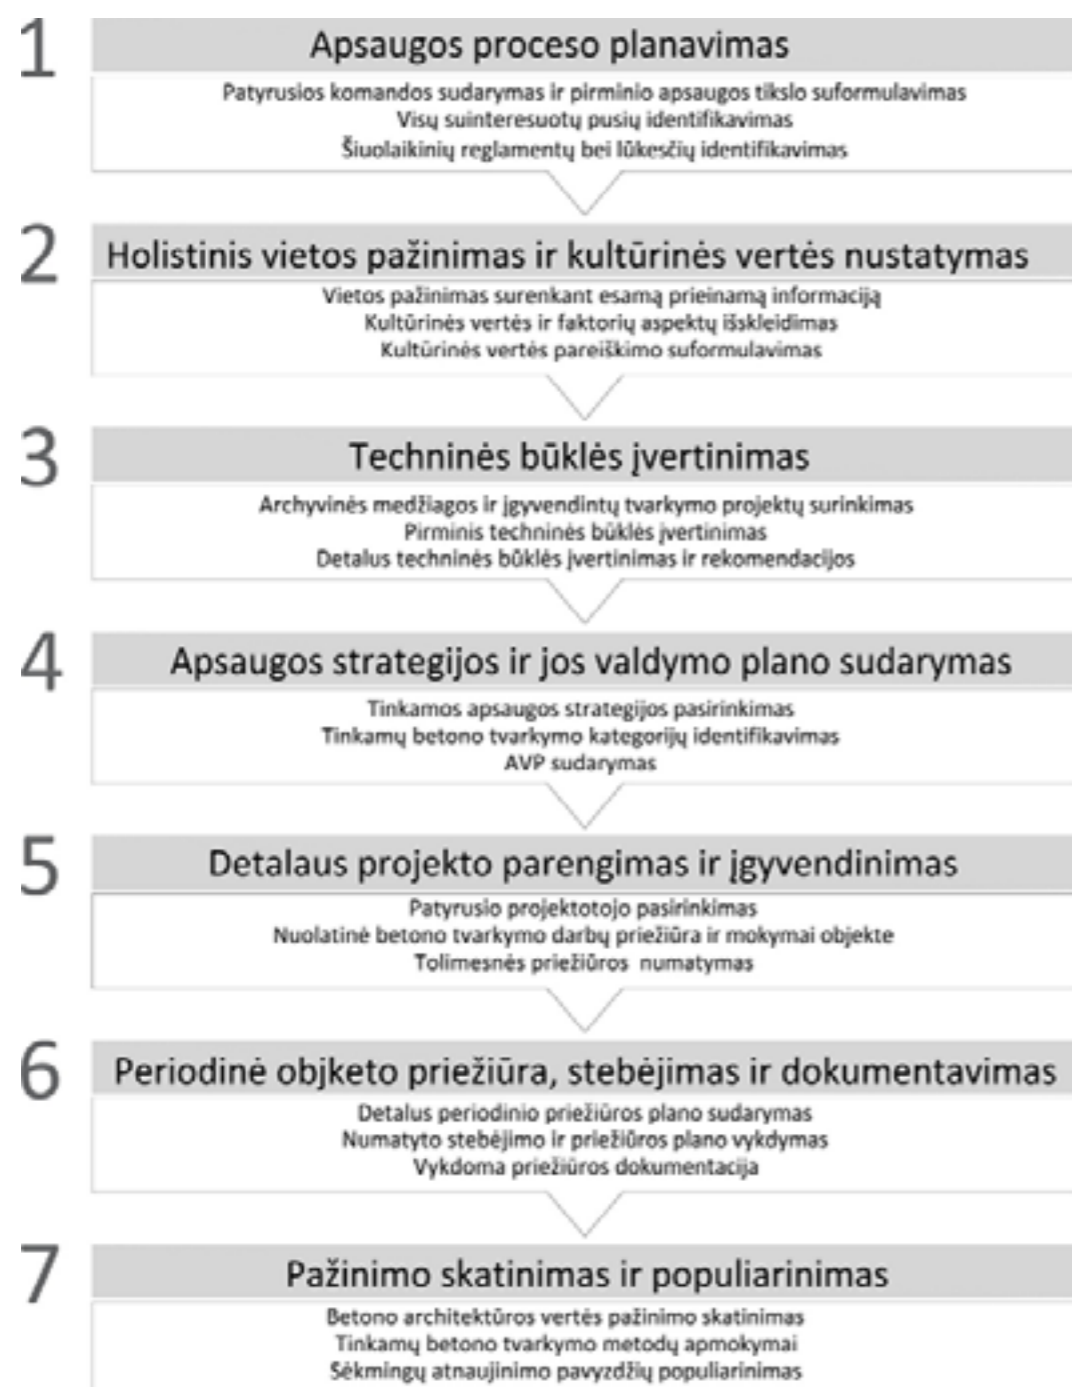 1
Apsaugos proceso planavimas
Patyrusios komandos sudarymas ir pirminio apsaugos tikslo suformulavimas
Visų suinteresuotų pusių identifikavimas
Šiuolaikinių reglamentų bei lūkesčių identifikavimas
2
Holistinis vietos pažinimas ir kultūrinės vertės nustatymas
Vietos pažinimas surenkant esamą prieinamą informaciją
Kultūrinės vertės ir faktorių aspektų išskleidimas
Kultūrinės vertės pareiškimo suformulavimas
3
Techninės būklės įvertinimas
Archyvinės medžiagos ir įgyvendintų tvarkymo projektų surinkimas
Pirminis techninės būklės įvertinimas
Detalus techninės būklės įvertinimas ir rekomendacijos
4
Apsaugos strategijos ir jos valdymo plano sudarymas
Tinkamos apsaugos strategijos pasirinkimas
Tinkamų betono tvarkymo kategorijų identifikavimas
AVP sudarymas
5
Detalaus projekto parengimas ir įgyvendinimas
Patyrusio projektotojo pasirinkimas
Nuolatinė betono tvarkymo darbų priežiūra ir mokymai objekte
Tolimesnės priežiūros numatymas
6
Periodinė objketo priežiūra, stebėjimas ir dokumentavimas
Detalus periodinio priežiūros plano sudarymas
Numatyto stebėjimo ir priežiūros plano vykdymas
Vykdoma priežiūros dokumentacija
7
Pažinimo skatinimas ir populiarinimas
Betono architektūros vertės pažinimo skatinimas
Tinkamų betono tvarkymo metodų apmokymai
Sėkmingų atnaujinimo pavyzdžių populiarinimas